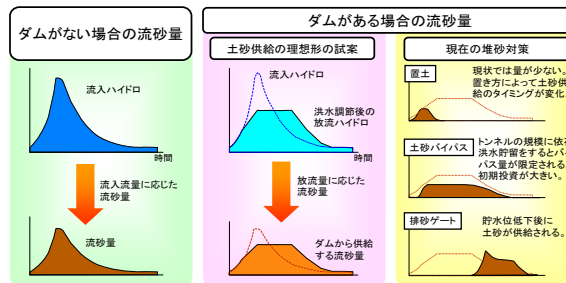 ダムがない場合の流砂量
流入ハイドロ
時間
流入流量に応じた
流砂量
流砂量
ダムがある場合の流砂量
土砂供給の理想形の試案
流入ハイドロ
洪水調節後の
放流ハイドロ
時間
放流量に応じた
流砂量
ダムから供給
する流砂量
現在の堆砂対策
置土
現状では量が少ない。
置き方によって土砂供
給のタイミングが変化
土砂バイパス
トンネルの規模に依存
洪水貯留をするとバイ
パス量が限定される
初期投資が大きい。
排砂ゲート
貯水位低下後に
土砂が供給される。